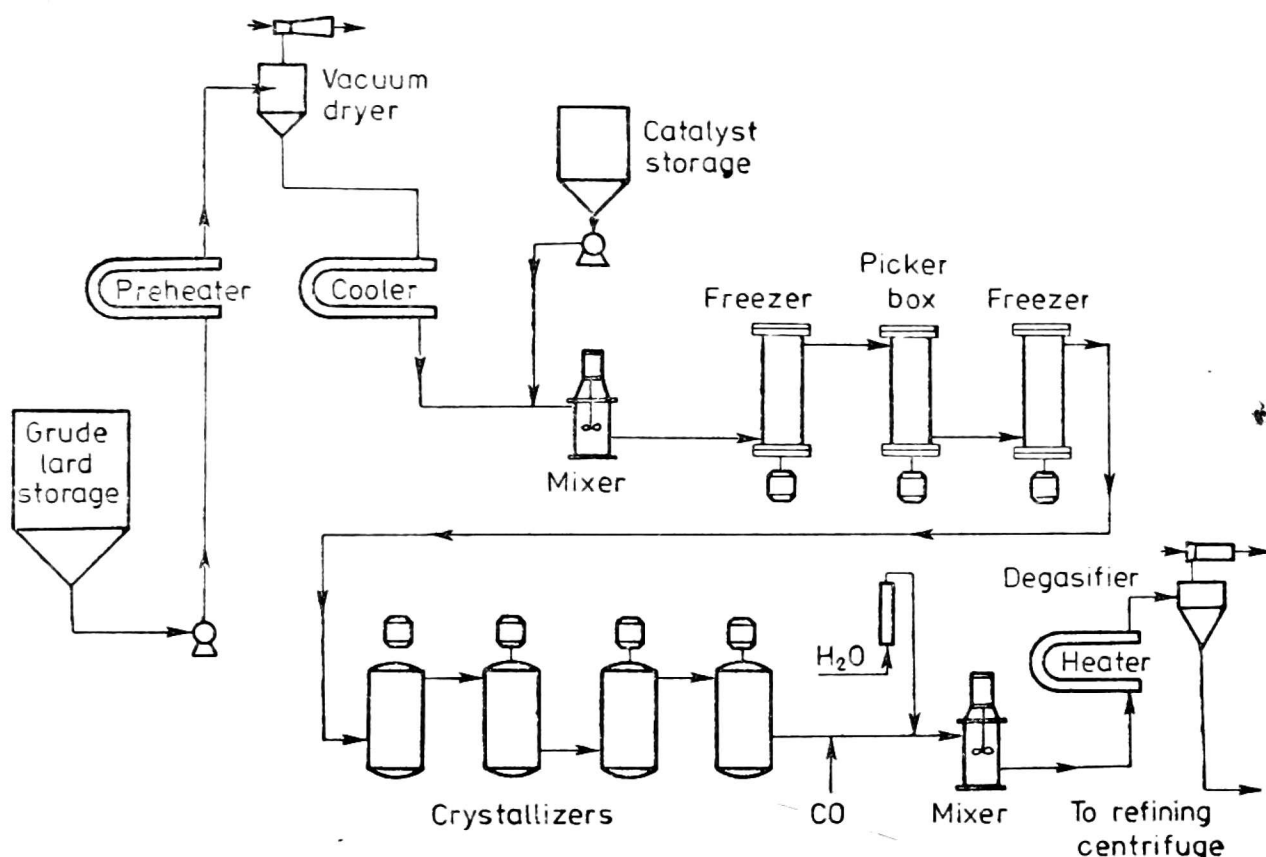 Vacuum
dryer
Catalyst
storage
Preheater
Cooler
Freezer
Picker
box
Freezer
Grude
lard
storage
Mixer
Degasifier
H₂O
Heater
Crystallizers
CO
Mixer
To refining
centrifuge